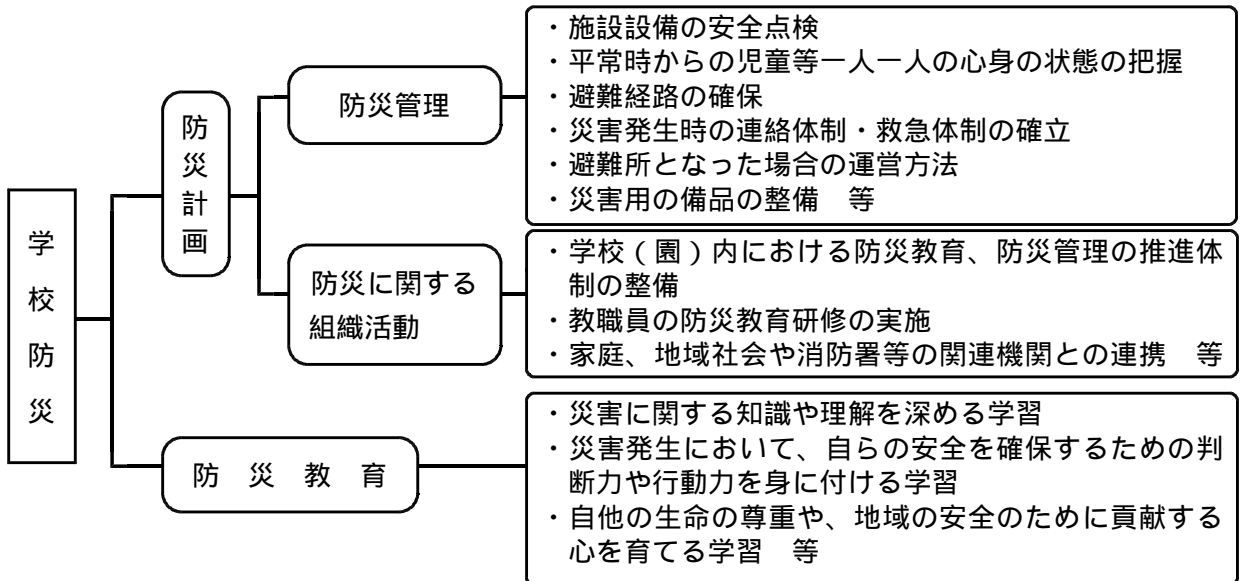 学校防災
防災計画
防災管理
・施設設備の安全点検
・平常時からの児童等一人一人の心身の状態の把握
・避難経路の確保
・災害発生時の連絡体制・救急体制の確立
・避難所となった場合の運営方法
・災害用の備品の整備　等
防災に関する
組織活動
・学校（園）内における防災教育、防災管理の推進体
制の整備
・教職員の防災教育研修の実施
・家庭、地域社会や消防署等の関連機関との連携　等
防　災　教　育
・災害に関する知識や理解を深める学習
・災害発生において、自らの安全を確保するための判
断力や行動力を身に付ける学習
・自他の生命の尊重や、地域の安全のために貢献する
心を育てる学習　等